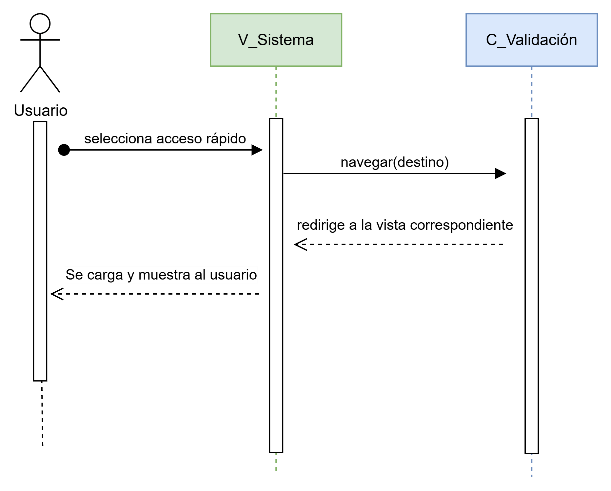 V_Sistema
C_Validación
Usuario
selecciona acceso rápido
navegar(destino)
redirige a la vista correspondiente
Se carga y muestra al usuario